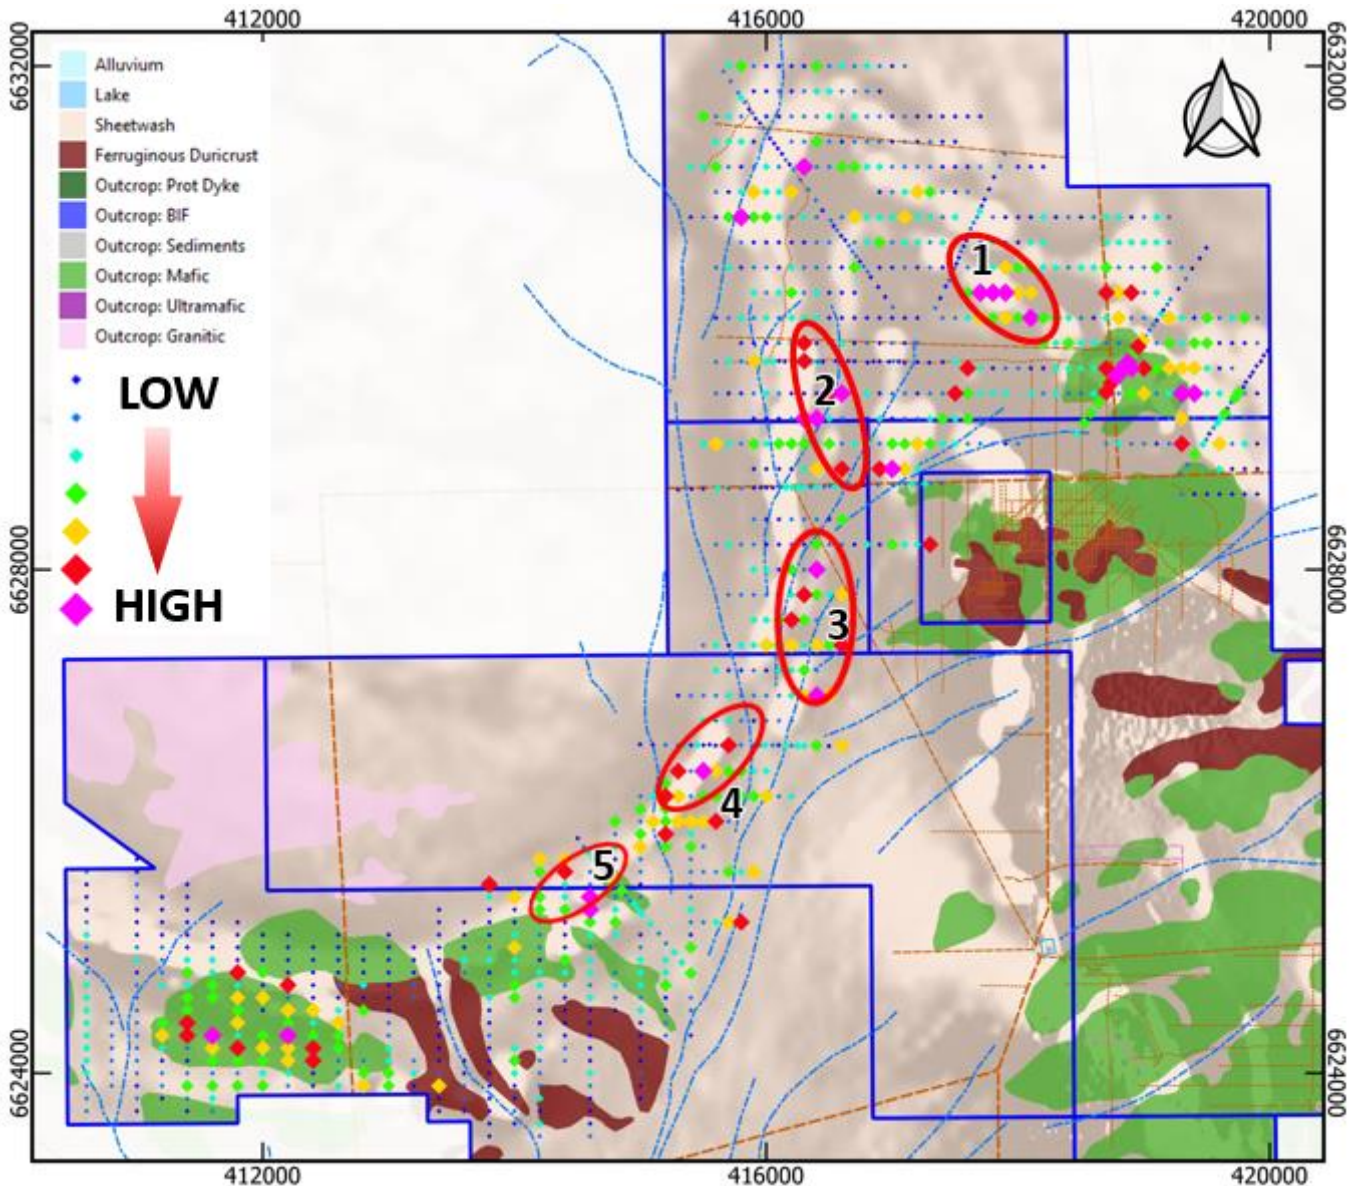 412000 416000 420000
6632000 6632000
Alluvium
Lake
Sheetwash
Ferruginous Duricrust
Outcrop: Prot Dyke
Outcrop: BIF
Outcrop: Sediments
Outcrop: Mafic
Outcrop: Ultramafic
Outcrop: Granitic
LOW
HIGH
1
2
3
4
5
6628000 6628000
6624000 6624000
412000 416000 420000